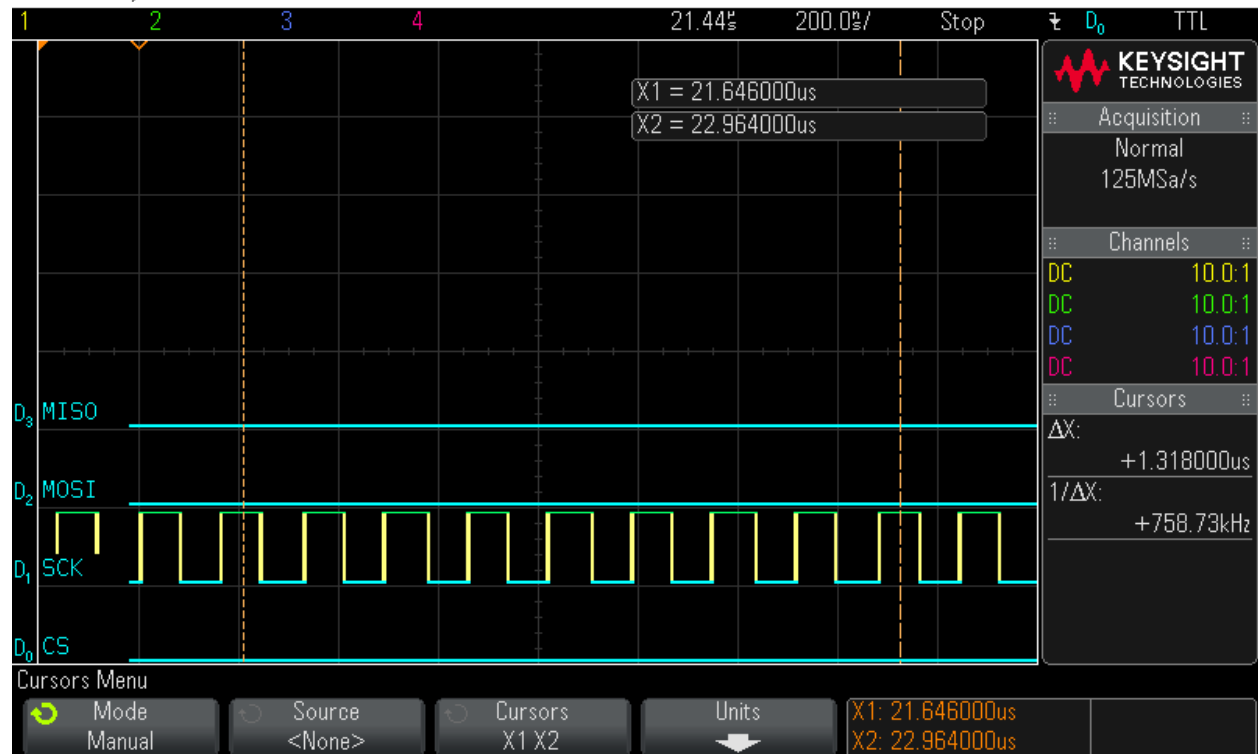 1 2 3 4 21.44µs 200.0ns/ Stop D0 TTL
KEYSIGHT
TECHNOLOGIES
X1 = 21.646000us
X2 = 22.964000us
Acquisition
Normal
125MSa/s
Channels
DC 10.0:1
DC 10.0:1
DC 10.0:1
DC 10.0:1
Cursors
ΔX:
+1.318000us
1/ΔX:
+758.73kHz
D3 MISO
D2 MOSI
D1 SCK
D0 CS
Cursors Menu
Mode
Manual
Source
<None>
Cursors
X1 X2
Units
X1: 21.646000us
X2: 22.964000us